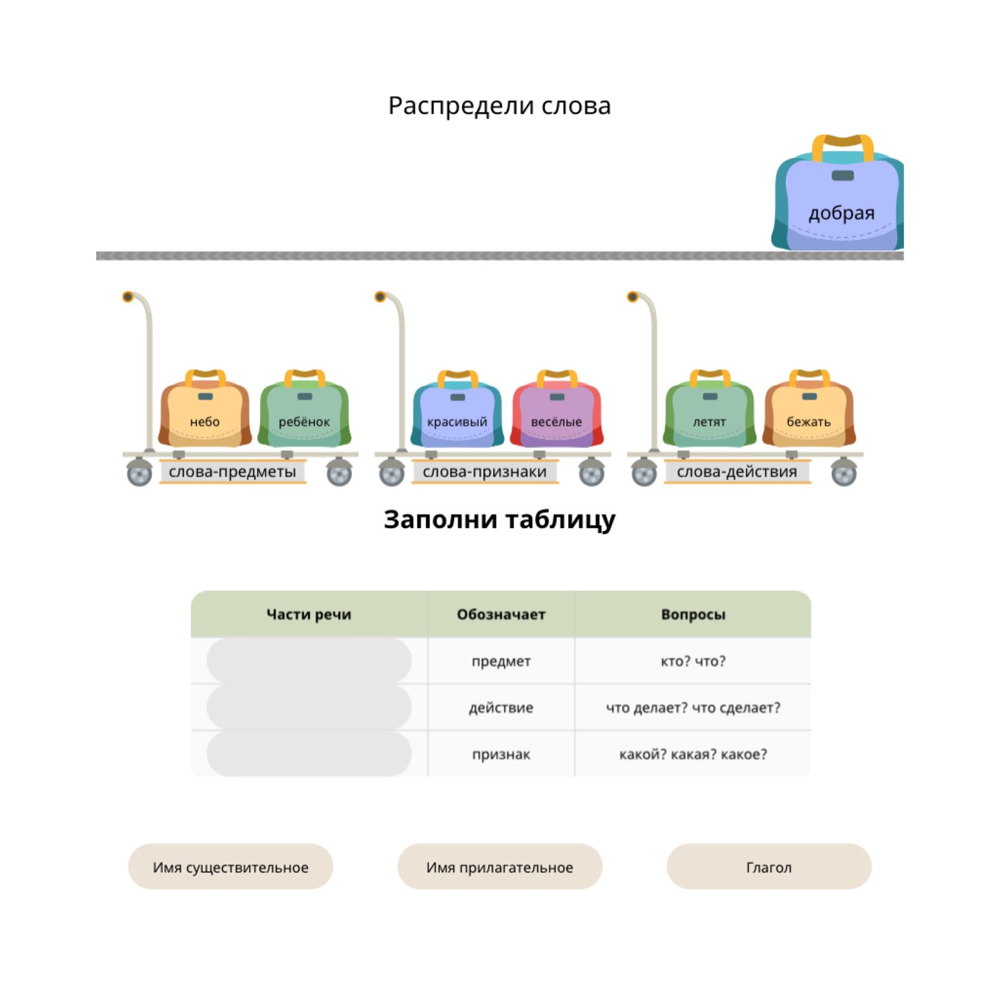 Распредели слова
добрая
небо
ребёнок
красивый
весёлые
летят
бежать
слова-предметы
слова-признаки
слова-действия
Заполни таблицу
Части речи Обозначает Вопросы
предмет кто? что?
действие что делает? что сделает?
признак какой? какая? какое?
Имя существительное
Имя прилагательное
Глагол